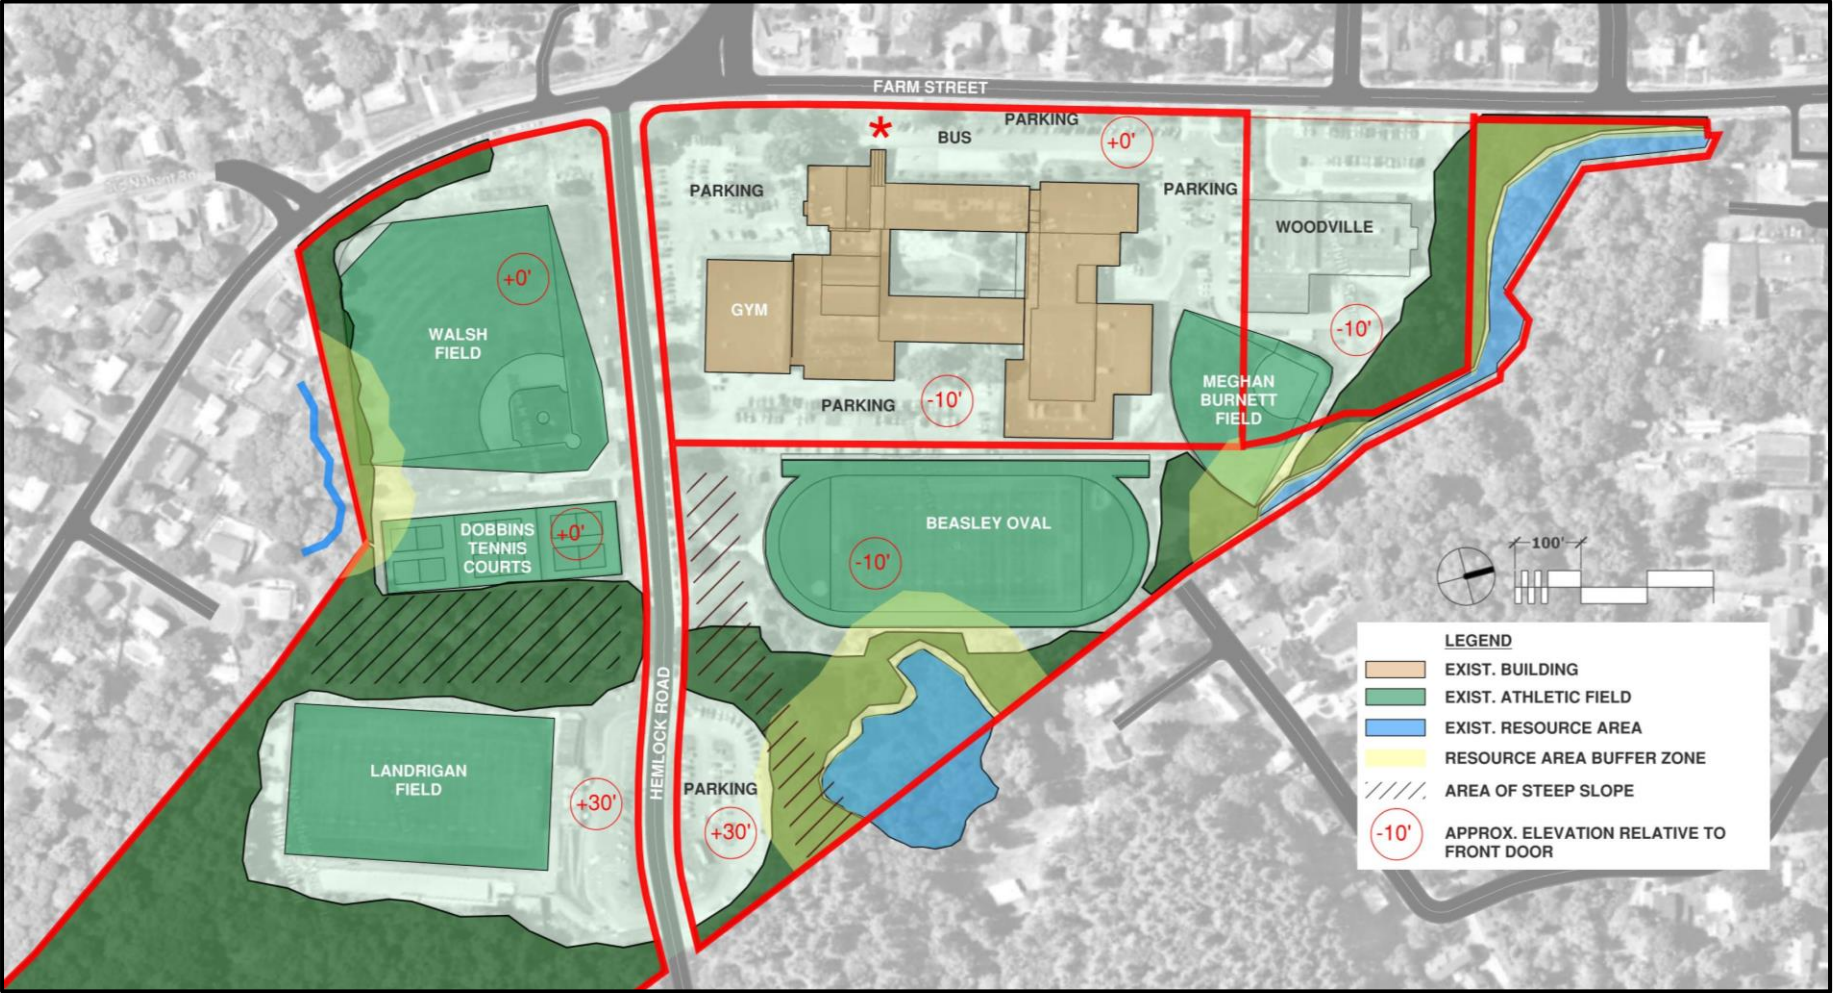 FARM STREET
*
PARKING
BUS
+0'
PARKING
PARKING
WOODVILLE
+0'
GYM
WALSH
FIELD
-10'
MEGHAN
BURNETT
FIELD
PARKING
-10'
DOBBINS
TENNIS
COURTS
+0'
BEASLEY OVAL
-10'
100'
HEMLOCK ROAD
LANDRIGAN
FIELD
+30'
PARKING
+30'
LEGEND
EXIST. BUILDING
EXIST. ATHLETIC FIELD
EXIST. RESOURCE AREA
RESOURCE AREA BUFFER ZONE
AREA OF STEEP SLOPE
-10'
APPROX. ELEVATION RELATIVE TO
FRONT DOOR